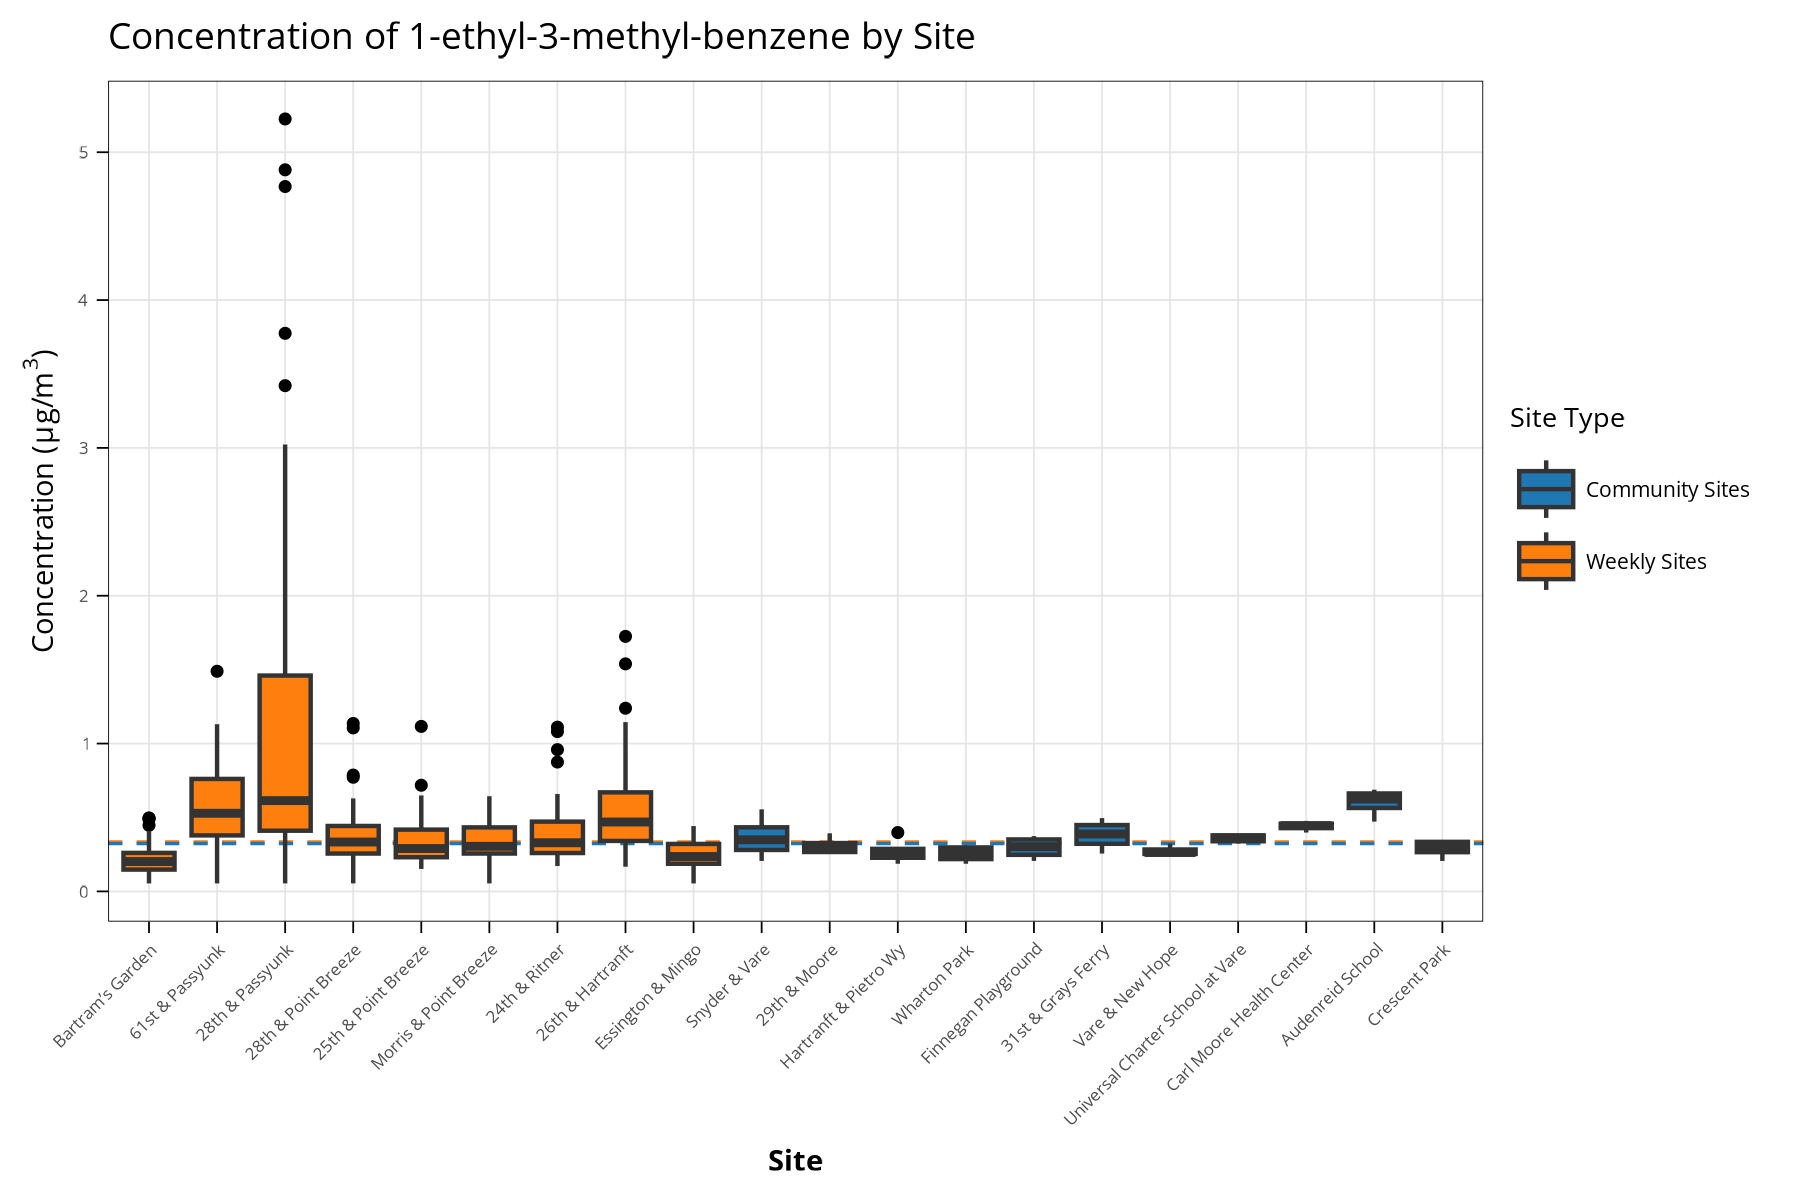 Concentration of 1-ethyl-3-methyl-benzene by Site
Concentration (µg/m³)
5
4
3
2
1
0
Bartram's Garden
61st & Passyunk
28th & Passyunk
28th & Point Breeze
25th & Point Breeze
Morris & Point Breeze
24th & Ritner
26th & Hartranft
Essington & Mingo
Snyder & Vare
29th & Moore
Hartranft & Pietro Wy
Wharton Park
Finnegan Playground
31st & Grays Ferry
Vare & New Hope
Universal Charter School at Vare
Carl Moore Health Center
Audenreid School
Crescent Park
Site
Site Type
Community Sites
Weekly Sites